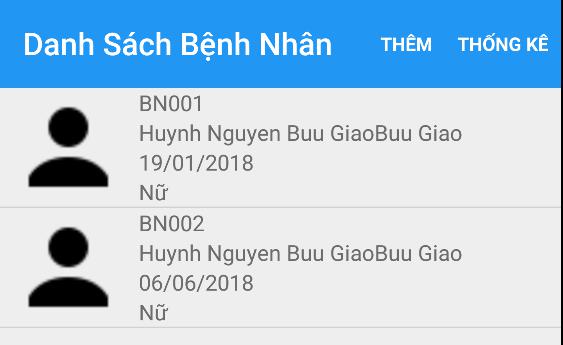 Danh Sách Bệnh Nhân THÊM THỐNG KÊ
BN001
Huynh Nguyen Buu GiaoBuu Giao
19/01/2018
Nữ
BN002
Huynh Nguyen Buu GiaoBuu Giao
06/06/2018
Nữ